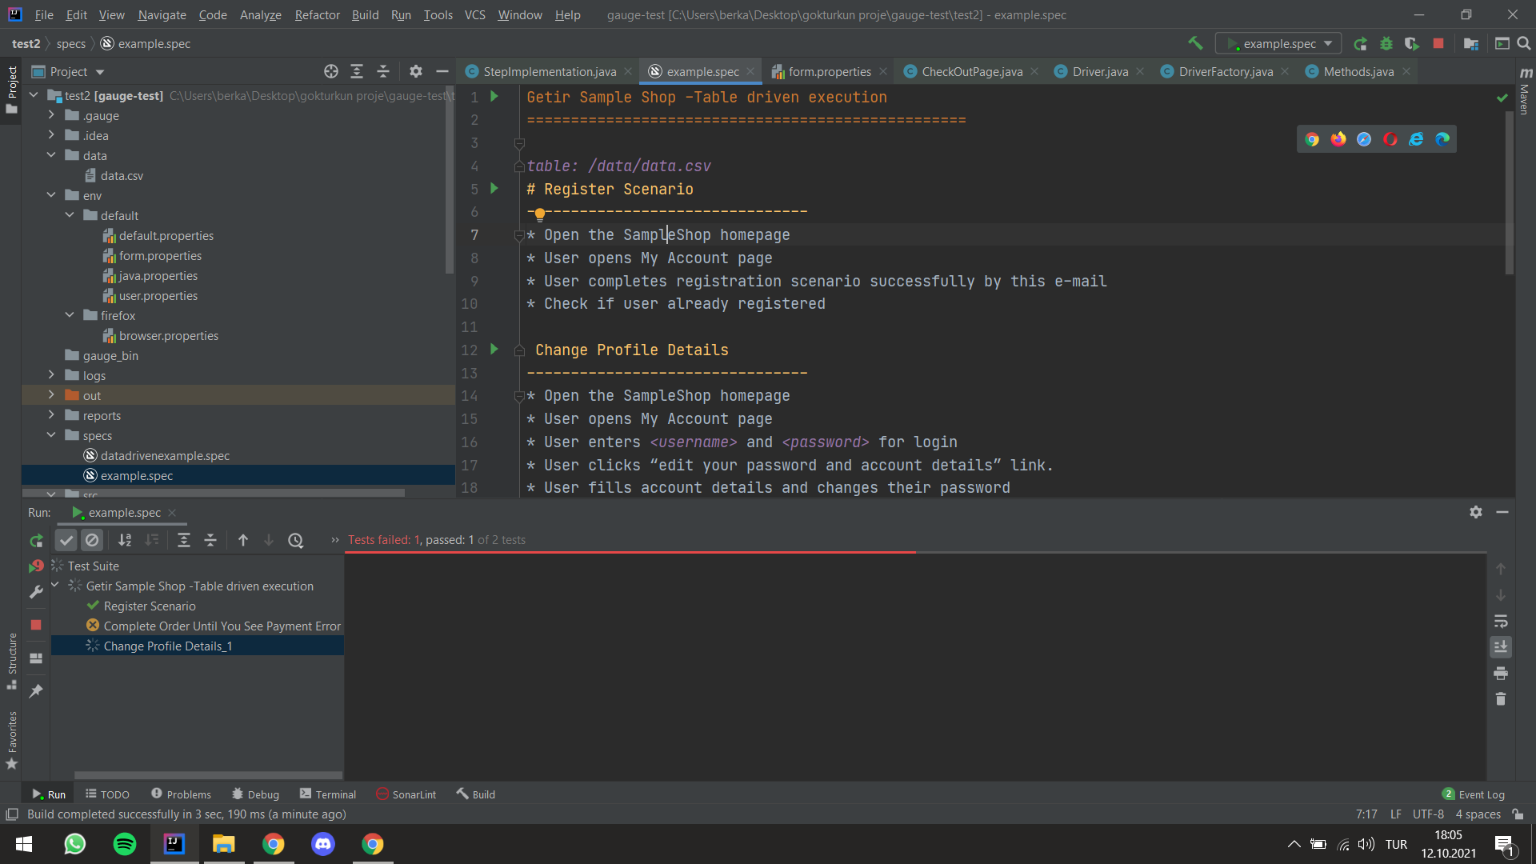 File Edit View Navigate Code Analyze Refactor Build Run Tools VCS Window Help gauge-test [C:\Users\berka\Desktop\gokturkun proje\gauge-test\test2] - example.spec
test2 specs example.spec
example.spec
Project
StepImplementation.java example.spec form.properties CheckOutPage.java Driver.java DriverFactory.java Methods.java
Project
Maven
test2 [gauge-test] C:\Users\berka\Desktop\gokturkun proje\gauge-test\t
.gauge
.idea
data
data.csv
env
default
default.properties
form.properties
java.properties
user.properties
firefox
browser.properties
gauge_bin
logs
out
reports
specs
datadrivenexample.spec
example.spec
src
1 Getir Sample Shop -Table driven execution
2 ==================================================
3
4 table: /data/data.csv
5 # Register Scenario
6 --------------------------------
7 * Open the SampleShop homepage
8 * User opens My Account page
9 * User completes registration scenario successfully by this e-mail
10 * Check if user already registered
11
12 Change Profile Details
13 --------------------------------
14 * Open the SampleShop homepage
15 * User opens My Account page
16 * User enters <username> and <password> for login
17 * User clicks “edit your password and account details” link.
18 * User fills account details and changes their password
Run: example.spec
Tests failed: 1, passed: 1 of 2 tests
Test Suite
Getir Sample Shop -Table driven execution
Register Scenario
Complete Order Until You See Payment Error
Change Profile Details_1
Structure
Favorites
Run TODO Problems Debug Terminal SonarLint Build 2 Event Log
Build completed successfully in 3 sec, 190 ms (a minute ago) 7:17 LF UTF-8 4 spaces
TUR
18:05
12.10.2021
1